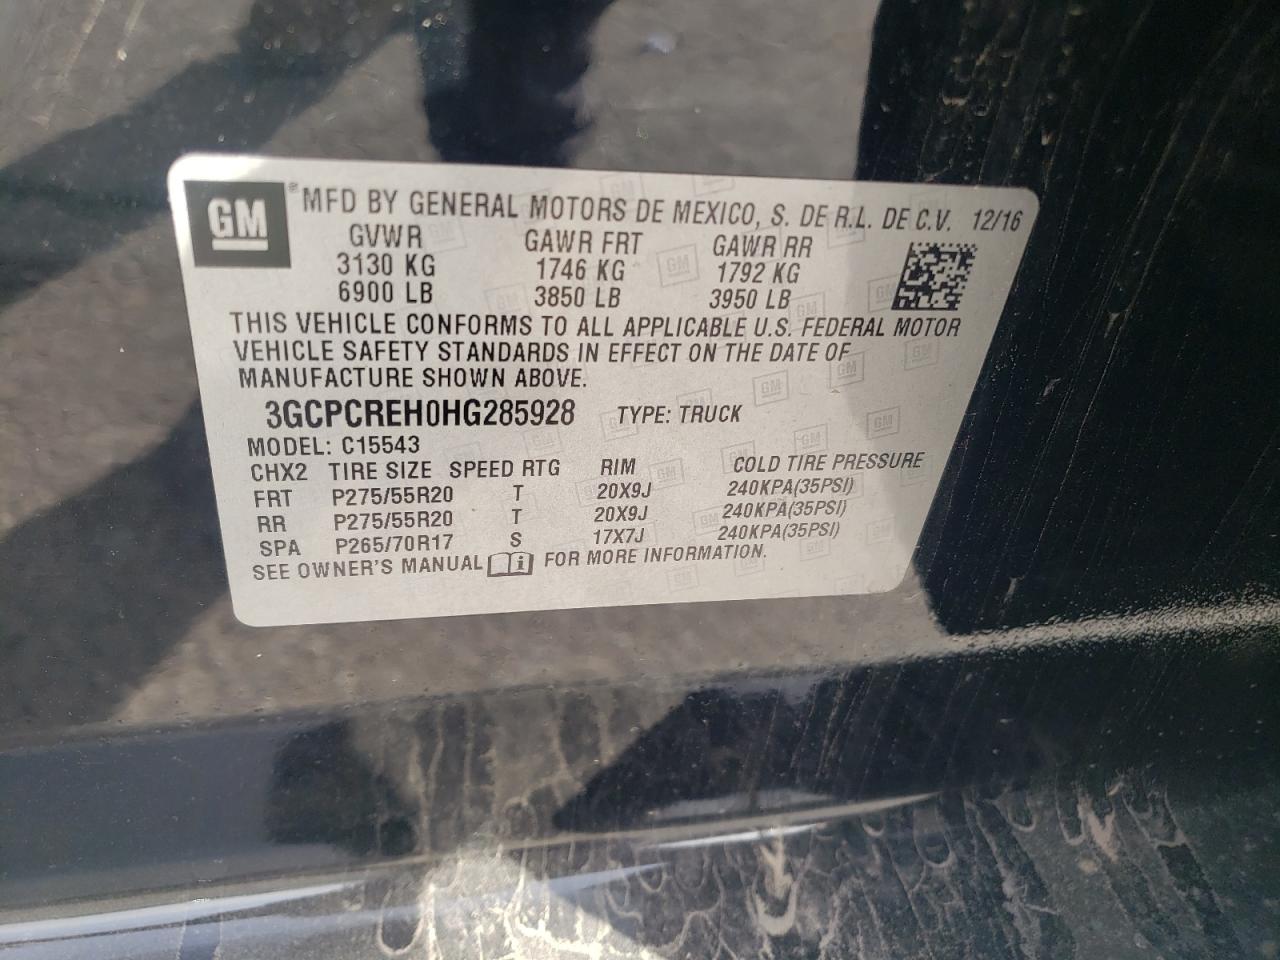 GM ® MFD BY GENERAL MOTORS DE MEXICO, S. DE R.L. DE C.V. 12/16
GVWR GAWR FRT GAWR RR
3130 KG 1746 KG 1792 KG
6900 LB 3850 LB 3950 LB
THIS VEHICLE CONFORMS TO ALL APPLICABLE U.S. FEDERAL MOTOR
VEHICLE SAFETY STANDARDS IN EFFECT ON THE DATE OF
MANUFACTURE SHOWN ABOVE.
3GCPCREH0HG285928 TYPE: TRUCK
MODEL: C15543
CHX2 TIRE SIZE SPEED RTG RIM COLD TIRE PRESSURE
FRT P275/55R20 T 20X9J 240KPA(35PSI)
RR P275/55R20 T 20X9J 240KPA(35PSI)
SPA P265/70R17 S 17X7J 240KPA(35PSI)
SEE OWNER'S MANUAL i FOR MORE INFORMATION.